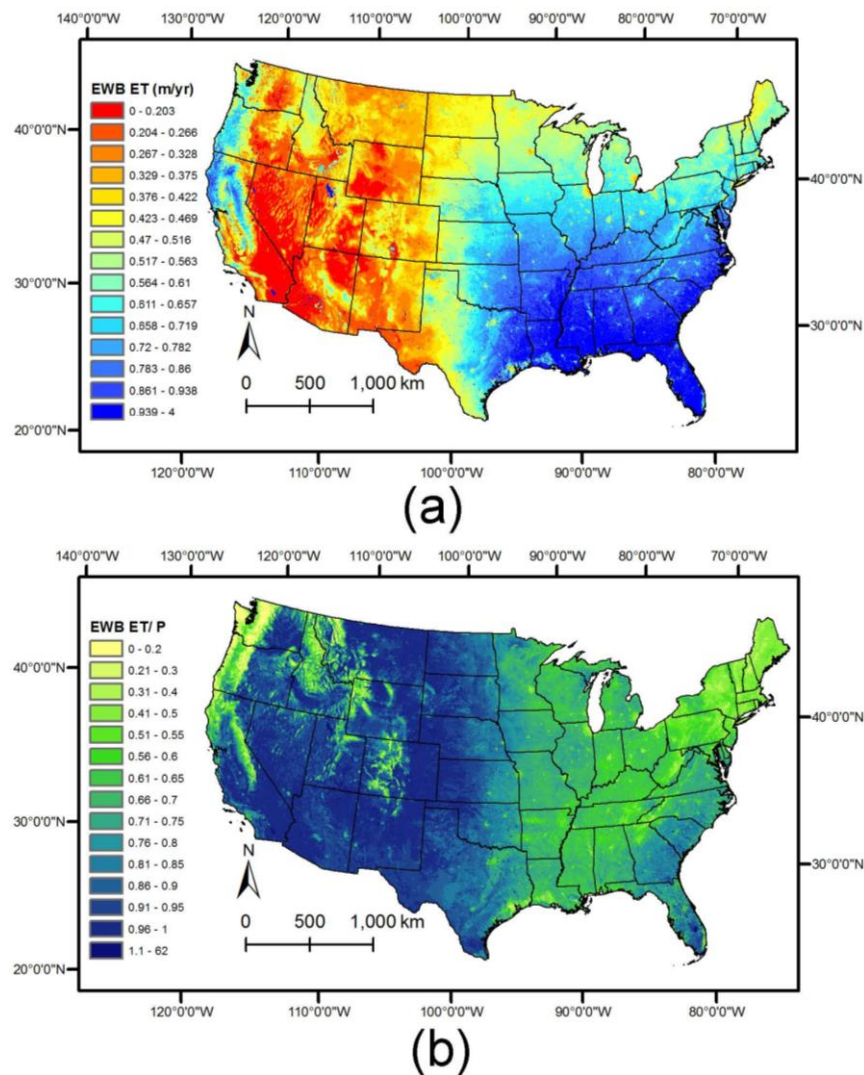 140°0'0"W 130°0'0"W 120°0'0"W 110°0'0"W 100°0'0"W 90°0'0"W 80°0'0"W 70°0'0"W
EWB ET (m/yr)
0 - 0.203
0.204 - 0.266
0.267 - 0.328
0.329 - 0.375
0.376 - 0.422
0.423 - 0.469
0.47 - 0.516
0.517 - 0.563
0.564 - 0.61
0.611 - 0.657
0.658 - 0.719
0.72 - 0.782
0.783 - 0.86
0.861 - 0.938
0.939 - 4
40°0'0"N
40°0'0"N
30°0'0"N
30°0'0"N
20°0'0"N
N
0 500 1,000 km
120°0'0"W 110°0'0"W 100°0'0"W 90°0'0"W 80°0'0"W
(a)
140°0'0"W 130°0'0"W 120°0'0"W 110°0'0"W 100°0'0"W 90°0'0"W 80°0'0"W 70°0'0"W
EWB ET/ P
0 - 0.2
0.21 - 0.3
0.31 - 0.4
0.41 - 0.5
0.51 - 0.55
0.56 - 0.6
0.61 - 0.65
0.66 - 0.7
0.71 - 0.75
0.76 - 0.8
0.81 - 0.85
0.86 - 0.9
0.91 - 0.95
0.96 - 1
1.1 - 62
40°0'0"N
40°0'0"N
30°0'0"N
30°0'0"N
20°0'0"N
N
0 500 1,000 km
120°0'0"W 110°0'0"W 100°0'0"W 90°0'0"W 80°0'0"W
(b)